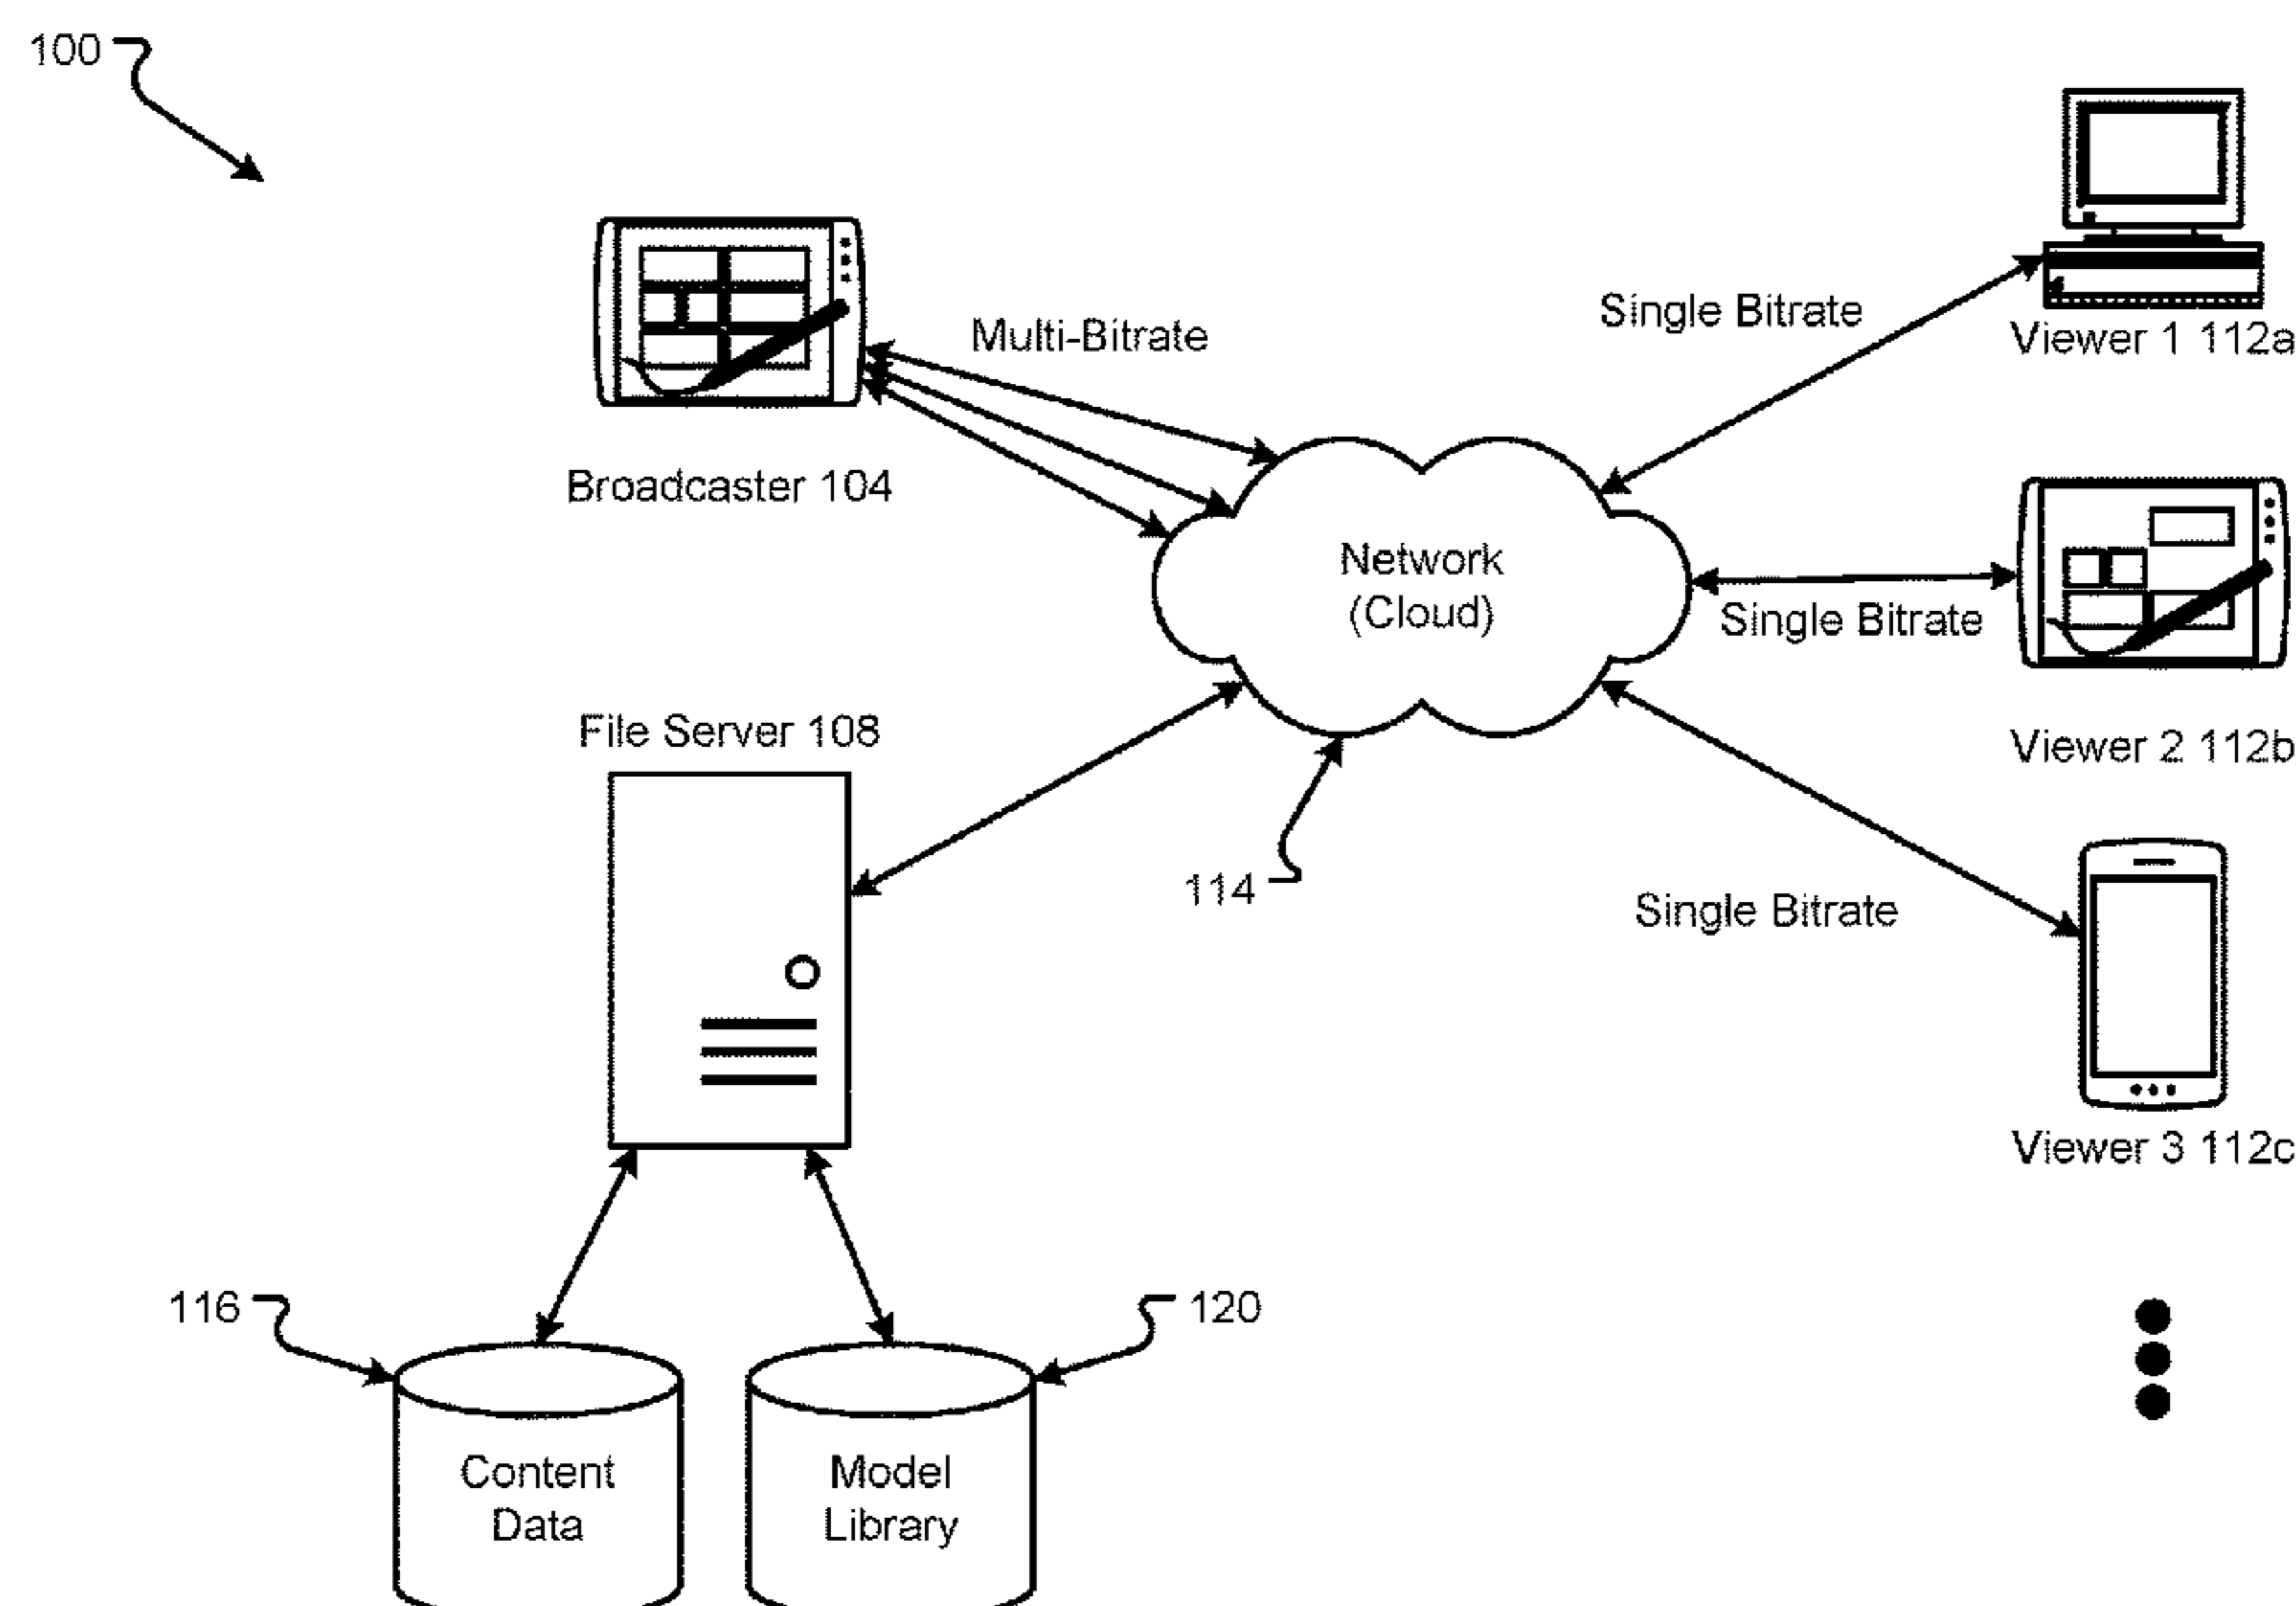 100
Multi-Bitrate
Single Bitrate
Viewer 1 112a
Broadcaster 104
Network
(Cloud)
Single Bitrate
File Server 108
Viewer 2 112b
114
Single Bitrate
Viewer 3 112c
116
120
Content
Data
Model
Library